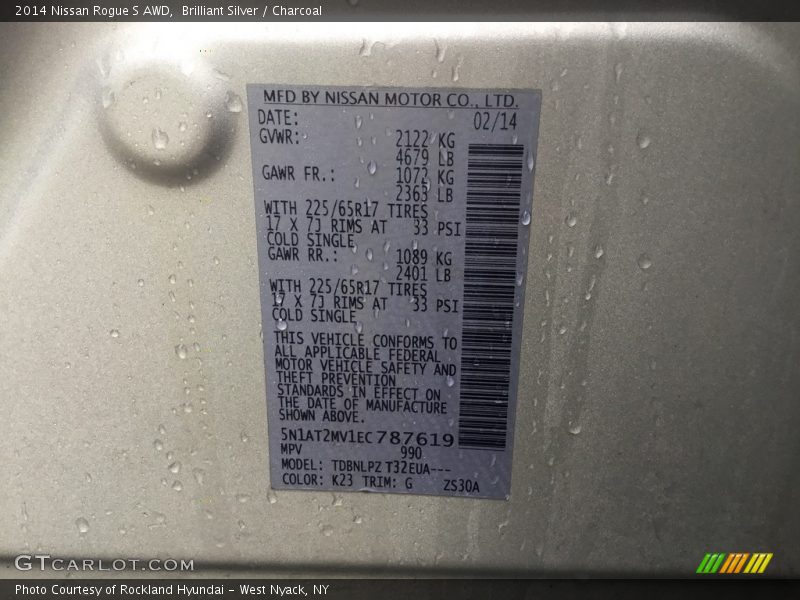 2014 Nissan Rogue S AWD,  Brilliant Silver / Charcoal
MFD BY NISSAN MOTOR CO., LTD.
DATE: 02/14
GVWR: 2122 KG
4679 LB
GAWR FR.: 1072 KG
2363 LB
WITH 225/65R17 TIRES
17 X 7J RIMS AT 33 PSI
COLD SINGLE
GAWR RR.: 1089 KG
2401 LB
WITH 225/65R17 TIRES
17 X 7J RIMS AT 33 PSI
COLD SINGLE
THIS VEHICLE CONFORMS TO
ALL APPLICABLE FEDERAL
MOTOR VEHICLE SAFETY AND
THEFT PREVENTION
STANDARDS IN EFFECT ON
THE DATE OF MANUFACTURE
SHOWN ABOVE.
5N1AT2MV1EC787619
MPV 990
MODEL: TDBNLPZ T32EUA---
COLOR: K23 TRIM: G ZS30A
GTCARLOT.COM
Photo Courtesy of Rockland Hyundai - West Nyack, NY